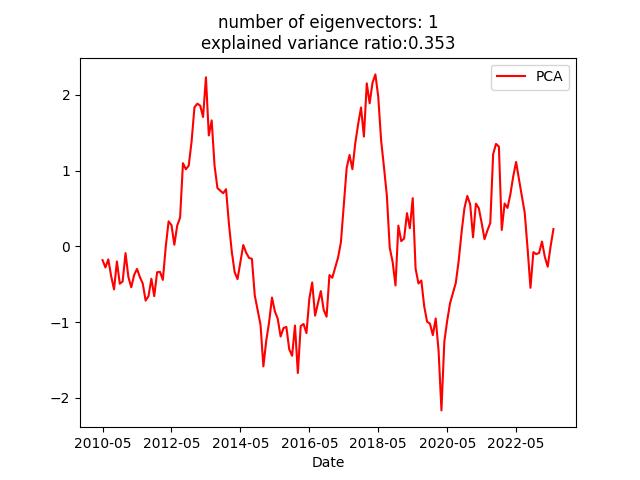 number of eigenvectors: 1
explained variance ratio:0.353
PCA
2
1
0
−1
−2
2010-05 2012-05 2014-05 2016-05 2018-05 2020-05 2022-05
Date